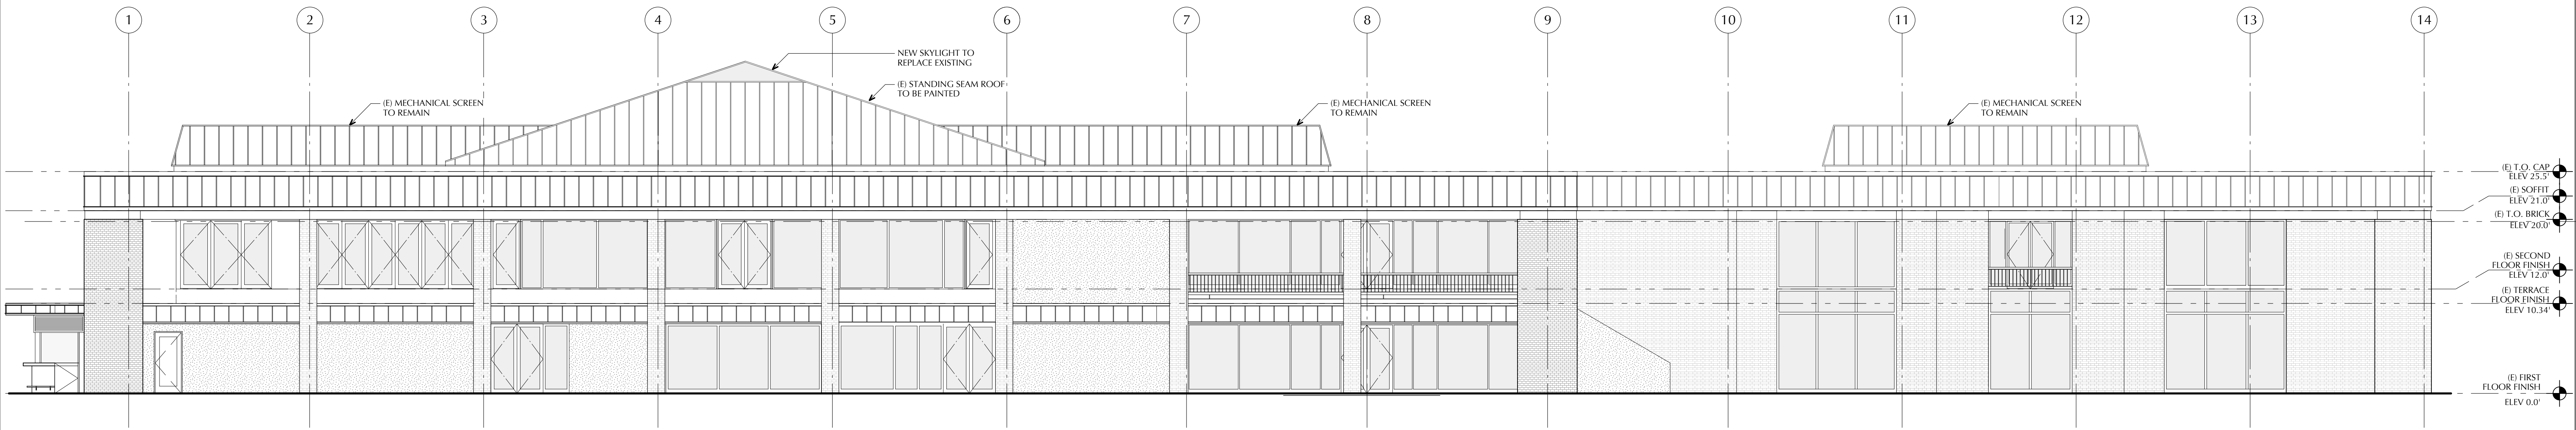 1 2 3 4 5 6 7 8 9 10 11 12 13 14
NEW SKYLIGHT TO
REPLACE EXISTING
(E) STANDING SEAM ROOF
TO BE PAINTED
(E) MECHANICAL SCREEN
TO REMAIN
(E) MECHANICAL SCREEN
TO REMAIN
(E) MECHANICAL SCREEN
TO REMAIN
(E) T.O. CAP
ELEV 25.5'
(E) SOFFIT
ELEV 21.0'
(E) T.O. BRICK
ELEV 20.0'
(E) SECOND
FLOOR FINISH
ELEV 12.0'
(E) TERRACE
FLOOR FINISH
ELEV 10.34'
(E) FIRST
FLOOR FINISH
ELEV 0.0'